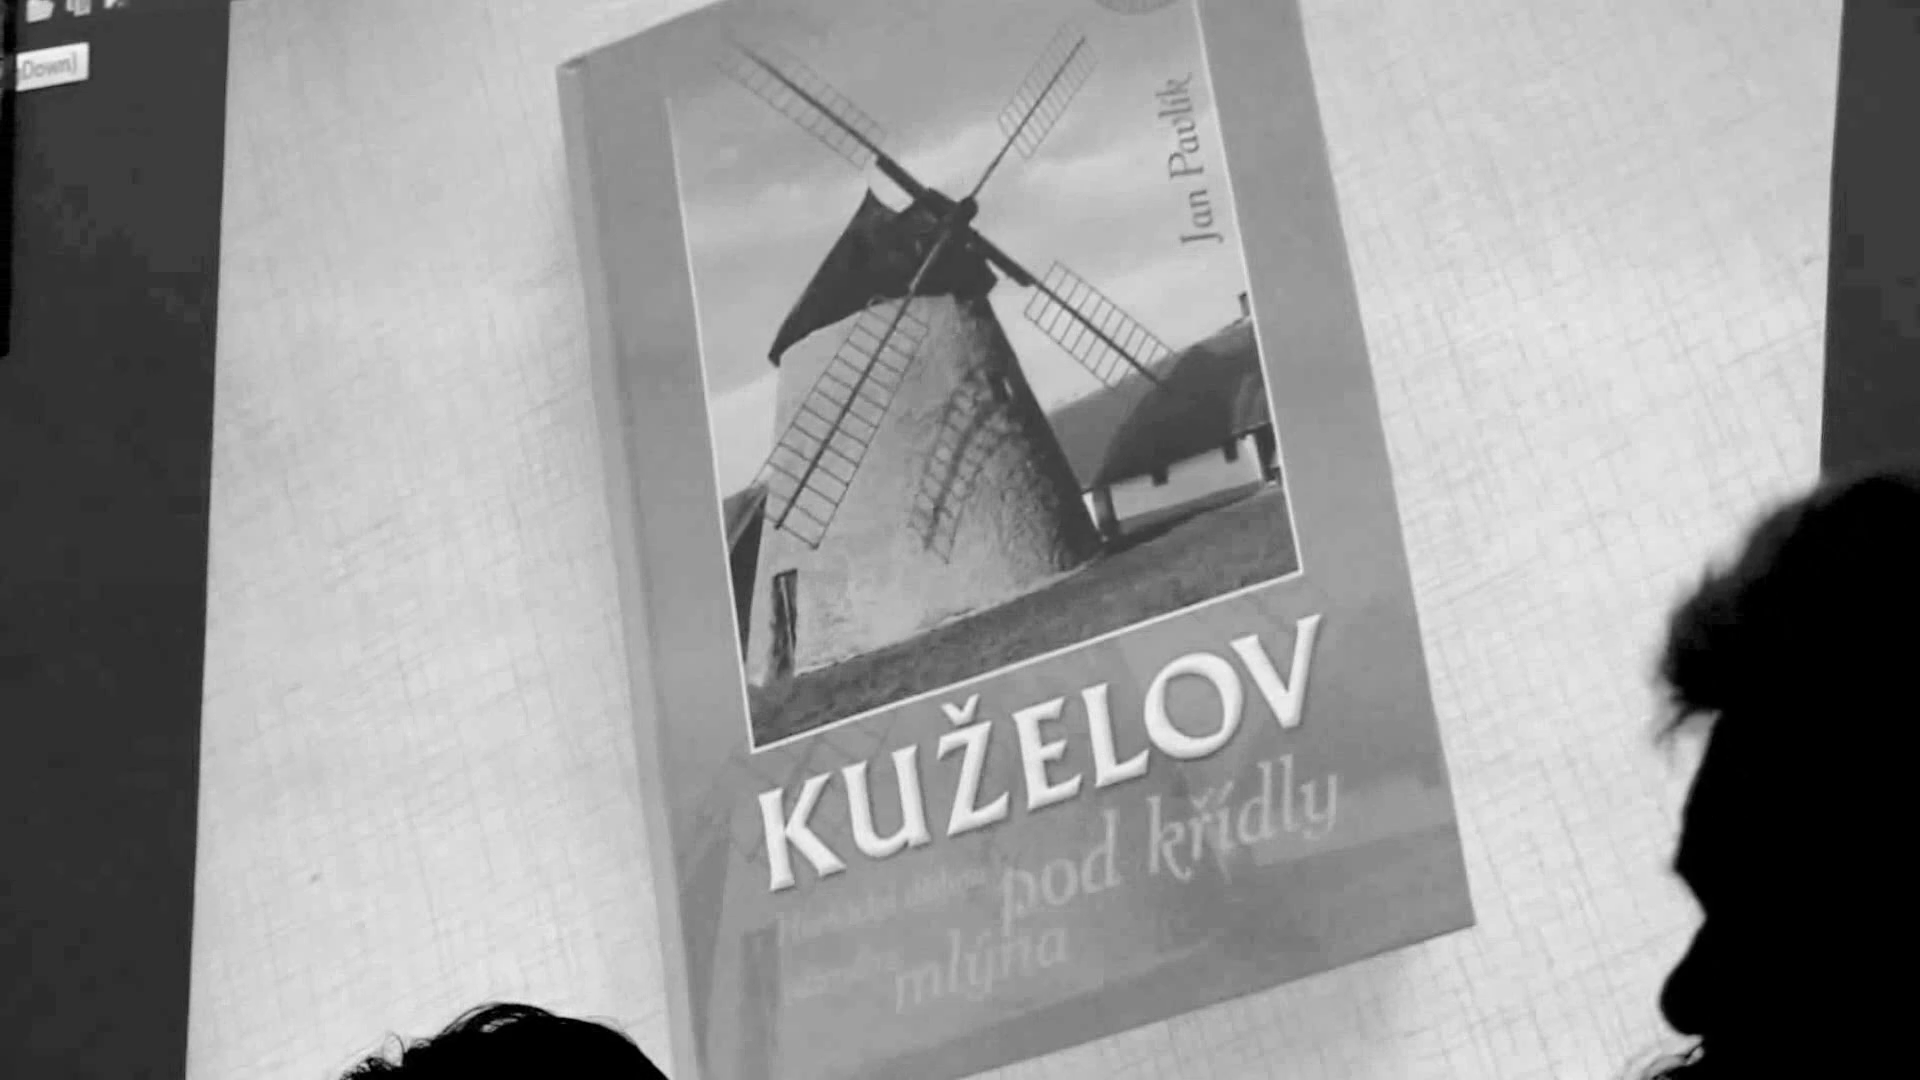 Down)
Jan Pavlík
KUŽELOV
pod křídly
mlýna